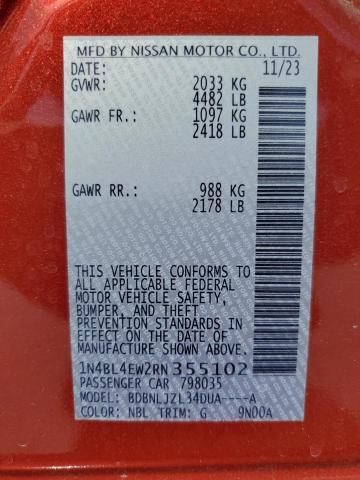 MFD BY NISSAN MOTOR CO., LTD.
DATE: 11/23
GVWR: 2033 KG
4482 LB
GAWR FR.: 1097 KG
2418 LB
GAWR RR.: 988 KG
2178 LB
THIS VEHICLE CONFORMS TO
ALL APPLICABLE FEDERAL
MOTOR VEHICLE SAFETY,
BUMPER, AND THEFT
PREVENTION STANDARDS IN
EFFECT ON THE DATE OF
MANUFACTURE SHOWN ABOVE.
1N4BL4EW2RN355102
PASSENGER CAR 798035
MODEL: BDBNLJZL34DUA----A
COLOR: NBL TRIM: G 9N00A